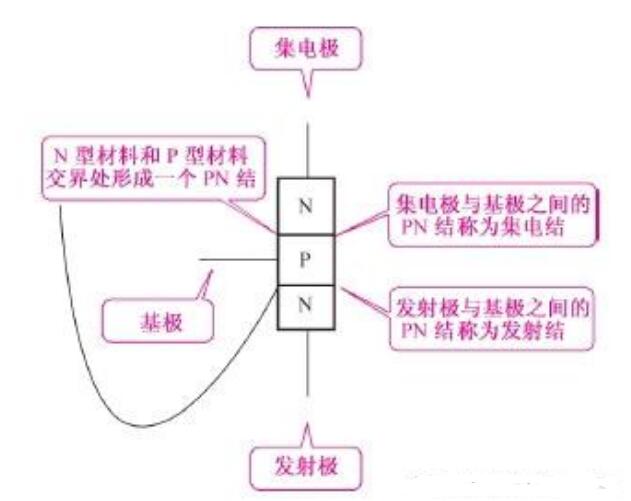 集电极
N 型材料和 P 型材料
交界处形成一个 PN 结
N
集电极与基极之间的
PN 结称为集电结
P
基极
N
发射极与基极之间的
PN 结称为发射结
发射极